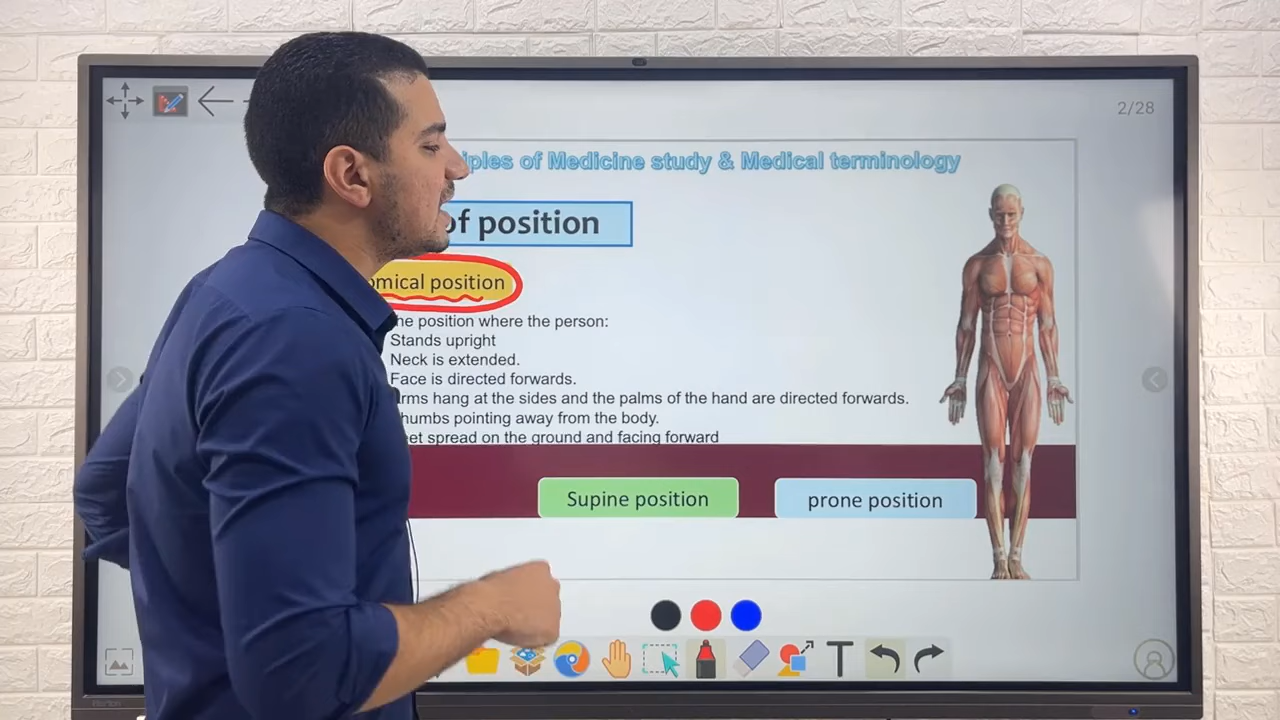 2/28
iples of Medicine study & Medical terminology
of position
omical position
he position where the person:
Stands upright
Neck is extended.
Face is directed forwards.
rms hang at the sides and the palms of the hand are directed forwards.
humbs pointing away from the body.
eet spread on the ground and facing forward
Supine position
prone position
T